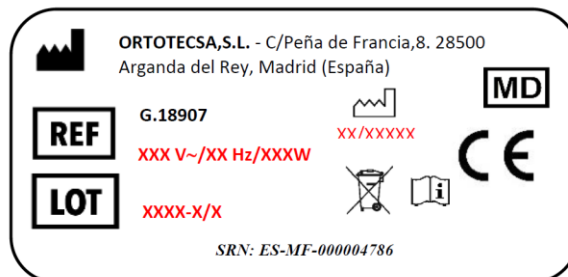 ORTOTECSA,S.L. - C/Peña de Francia,8. 28500
Arganda del Rey, Madrid (España)
MD
REF
G.18907
XXX V~/XX Hz/XXXW
XX/XXXXX
CE
LOT
XXXX-X/X
i
SRN: ES-MF-000004786